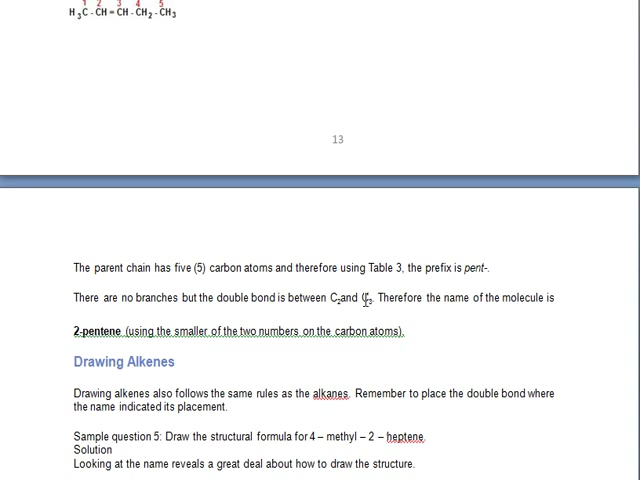 1 2 3 4 5
H3C - CH = CH - CH2 - CH3
13
The parent chain has five (5) carbon atoms and therefore using Table 3, the prefix is pent-.
There are no branches but the double bond is between C2and C3. Therefore the name of the molecule is
2-pentene (using the smaller of the two numbers on the carbon atoms).
Drawing Alkenes
Drawing alkenes also follows the same rules as the alkanes. Remember to place the double bond where
the name indicated its placement.
Sample question 5: Draw the structural formula for 4 – methyl – 2 – heptene.
Solution
Looking at the name reveals a great deal about how to draw the structure.